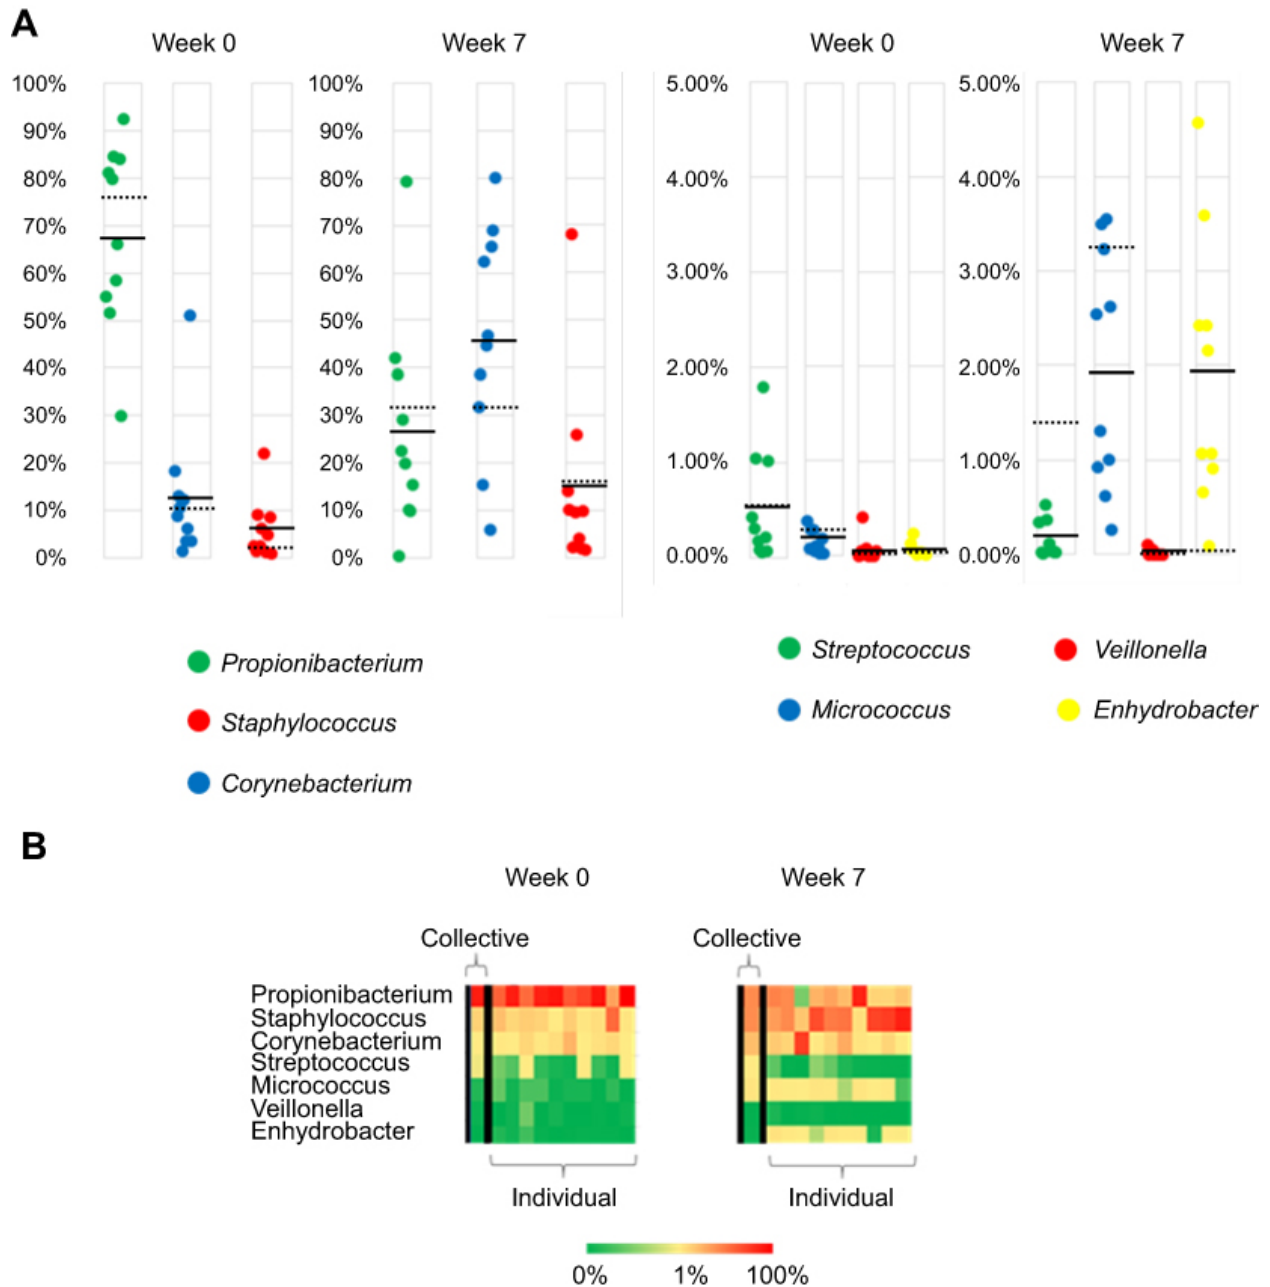 A
Week 0
Week 7
Week 0
Week 7
100%
90%
80%
70%
60%
50%
40%
30%
20%
10%
0%
100%
90%
80%
70%
60%
50%
40%
30%
20%
10%
0%
5.00%
4.00%
3.00%
2.00%
1.00%
0.00%
5.00%
4.00%
3.00%
2.00%
1.00%
0.00%
Propionibacterium
Staphylococcus
Corynebacterium
Streptococcus
Micrococcus
Veillonella
Enhydrobacter
B
Week 0
Week 7
Collective
Collective
Propionibacterium
Staphylococcus
Corynebacterium
Streptococcus
Micrococcus
Veillonella
Enhydrobacter
Individual
Individual
0% 1% 100%